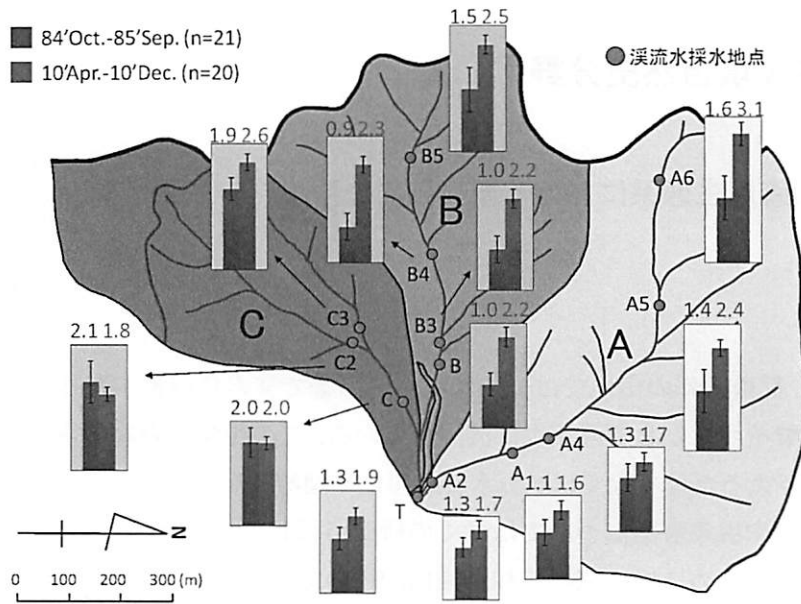 84'Oct.-85'Sep. (n=21)
10'Apr.-10'Dec. (n=20)
渓流水採水地点
1.5 2.5
1.6 3.1
1.9 2.6
0.9 2.3
B5
1.0 2.2
A6
B
B4
A5
C
C3
B3
1.0 2.2
A
1.4 2.4
C2
B
2.1 1.8
C
2.0 2.0
A4
1.3 1.7
A
A2
1.3 1.9
T
1.3 1.7
1.1 1.6
N
0 100 200 300 (m)